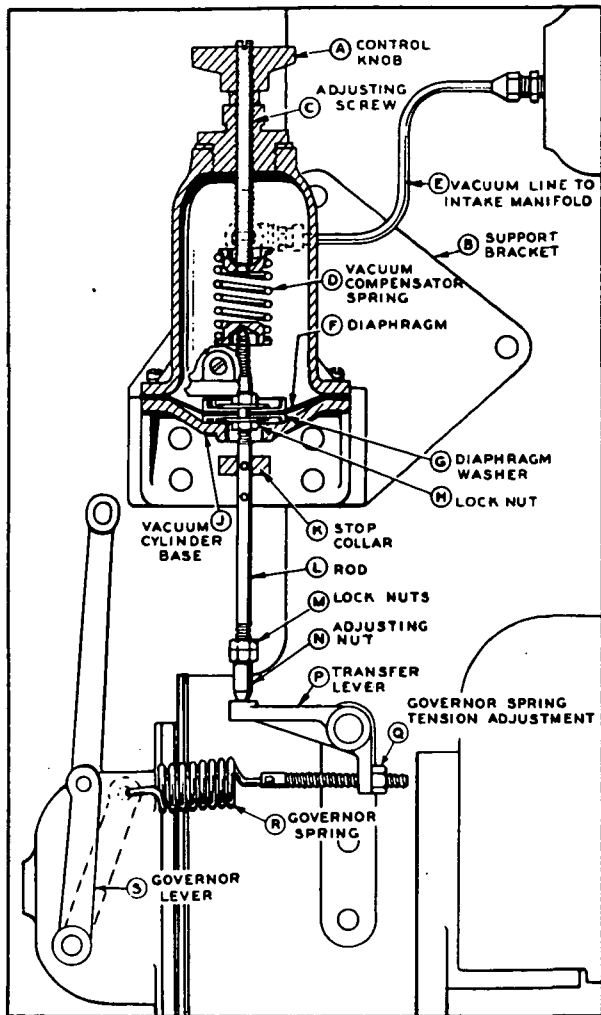 A CONTROL
KNOB
ADJUSTING
C SCREW
E VACUUM LINE TO
INTAKE MANIFOLD
B SUPPORT
BRACKET
D VACUUM
COMPENSATOR
SPRING
F DIAPHRAGM
G DIAPHRAGM
WASHER
H LOCK NUT
J
VACUUM
CYLINDER
BASE
K STOP
COLLAR
L ROD
M LOCK NUTS
N ADJUSTING
NUT
P TRANSFER
LEVER
GOVERNOR SPRING
TENSION ADJUSTMENT
Q
R GOVERNOR
SPRING
S GOVERNOR
LEVER